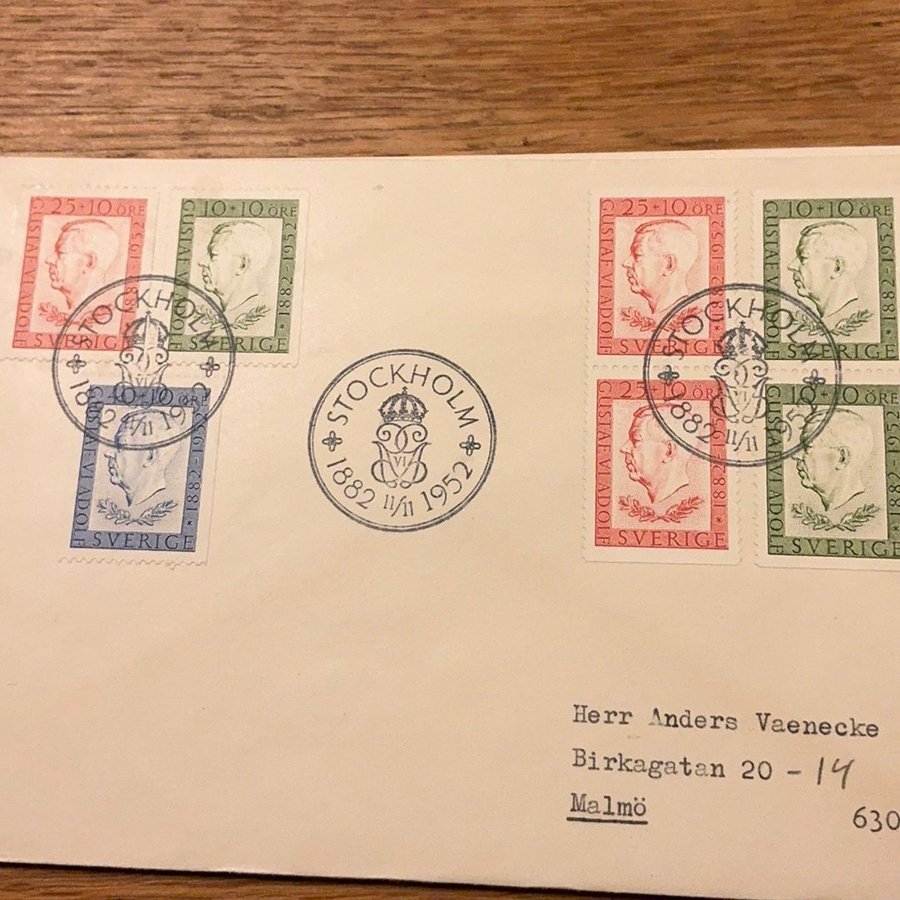 25+10 ÖRE
GUSTAF VI ADOLF
1882-1952
SVERIGE
10+10 ÖRE
GUSTAF VI ADOLF
1882-1952
SVERIGE
STOCKHOLM
1882 11/11 1952
40+10 ÖRE
GUSTAF VI ADOLF
1882-1952
SVERIGE
STOCKHOLM
VI
1882 11/11 1952
25+10 ÖRE
GUSTAF VI ADOLF
1882-1952
SVERIGE
10+10 ÖRE
GUSTAF VI ADOLF
1882-1952
SVERIGE
STOCKHOLM
VI
1882 11/11 1952
25+10 ÖRE
GUSTAF VI ADOLF
1882-1952
SVERIGE
10+10 ÖRE
GUSTAF VI ADOLF
1882-1952
SVERIGE
Herr Anders Vaenecke
Birkagatan 20 - 14
Malmö
630